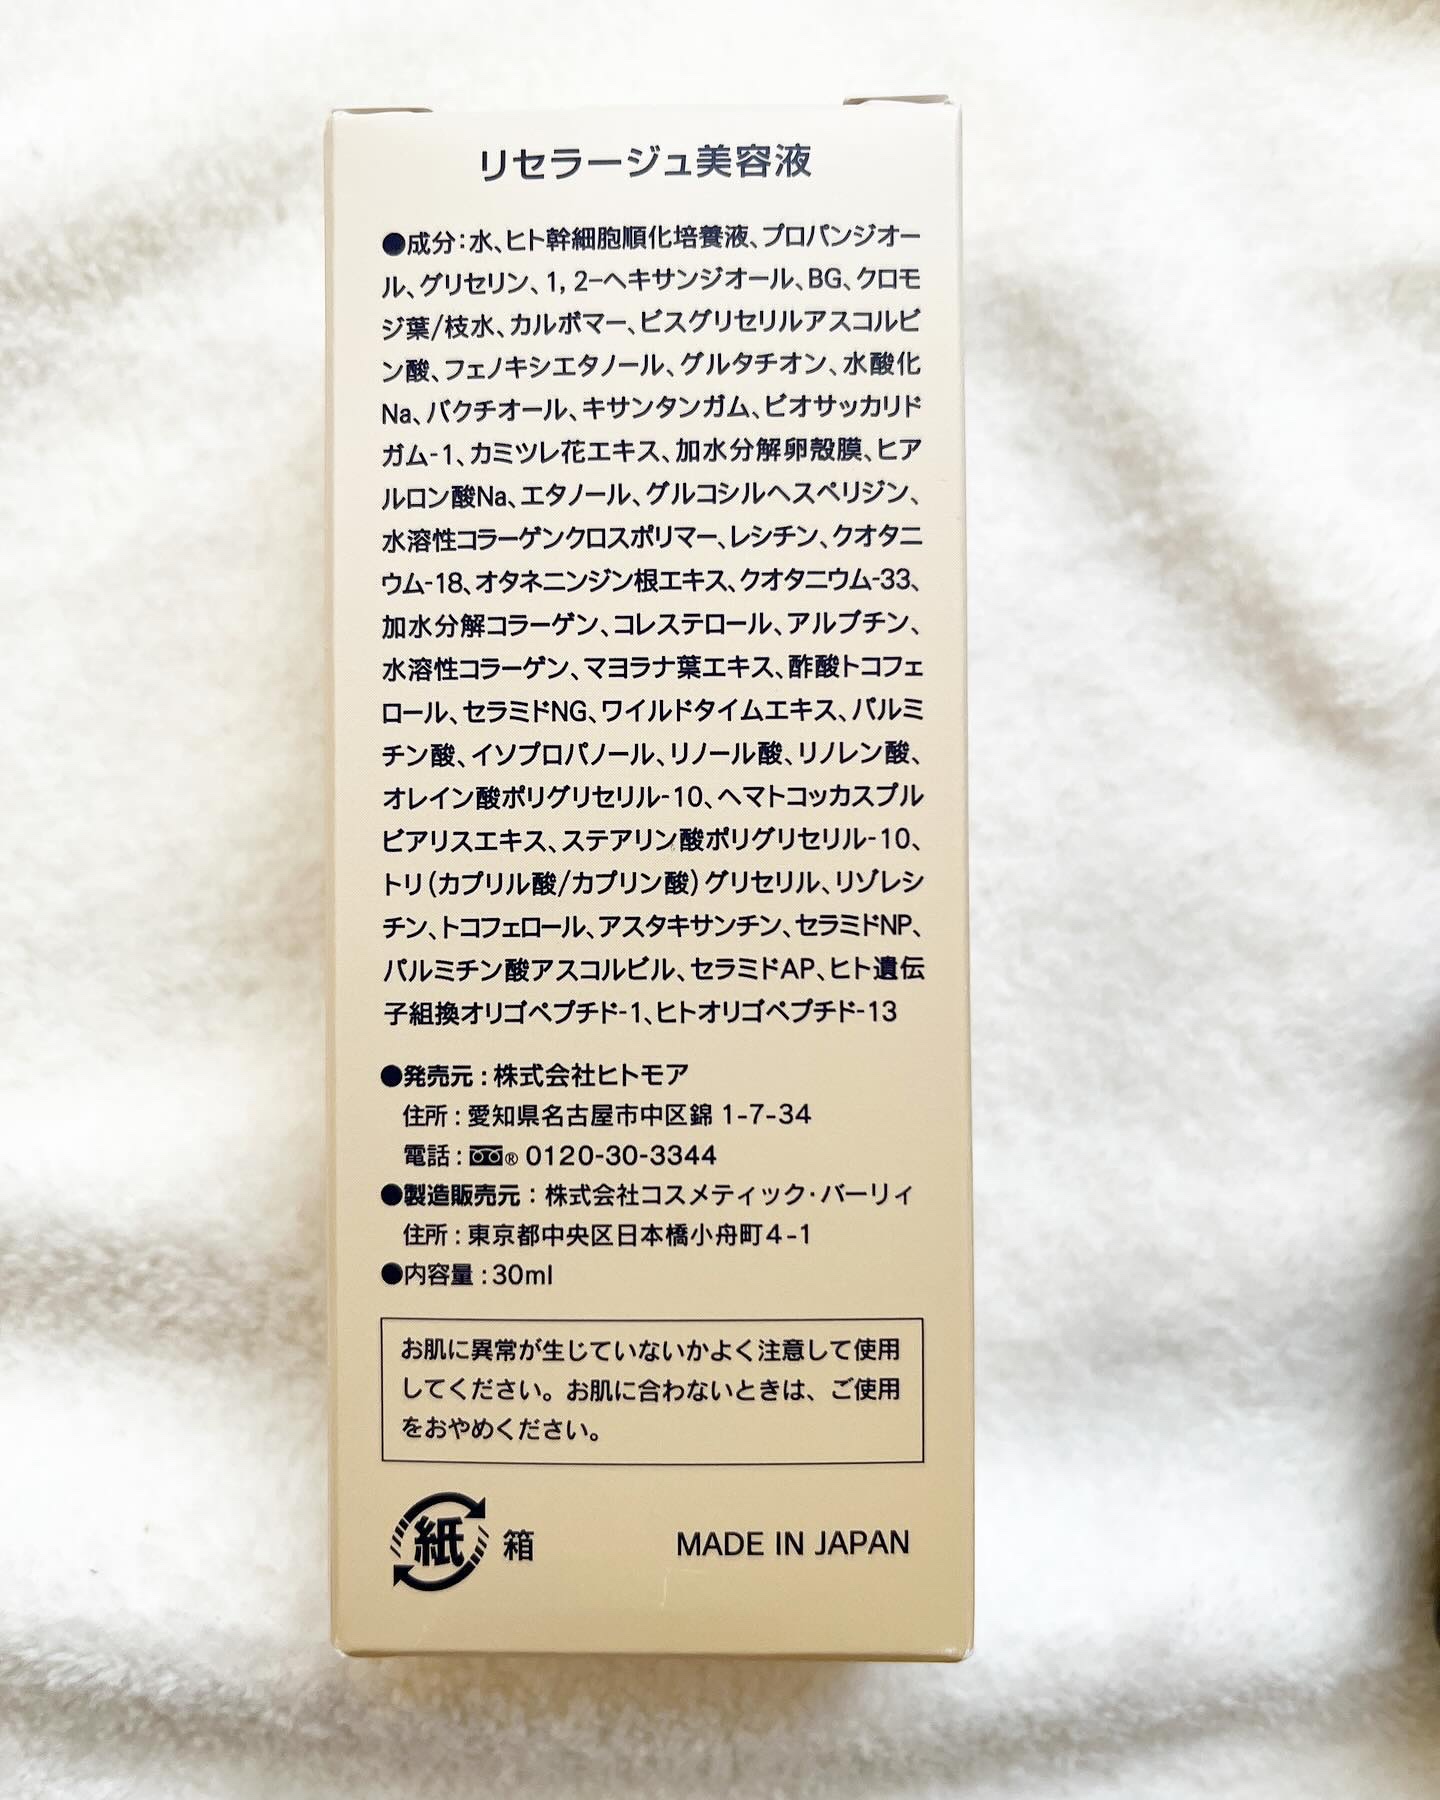 リセラージュ美容液
●成分：水、ヒト幹細胞順化培養液、プロパンジオー
ル、グリセリン、1，2−ヘキサンジオール、BG、クロモ
ジ葉/枝水、カルボマー、ビスグリセリルアスコルビ
ン酸、フェノキシエタノール、グルタチオン、水酸化
Na、バクチオール、キサンタンガム、ビオサッカリド
ガム-1、カミツレ花エキス、加水分解卵殻膜、ヒア
ルロン酸Na、エタノール、グルコシルヘスペリジン、
水溶性コラーゲンクロスポリマー、レシチン、クオタニ
ウム-18、オタネニンジン根エキス、クオタニウム-33、
加水分解コラーゲン、コレステロール、アルブチン、
水溶性コラーゲン、マヨラナ葉エキス、酢酸トコフェ
ロール、セラミドNG、ワイルドタイムエキス、パルミ
チン酸、イソプロパノール、リノール酸、リノレン酸、
オレイン酸ポリグリセリル-10、ヘマトコッカスプル
ビアリスエキス、ステアリン酸ポリグリセリル-10、
トリ（カプリル酸/カプリン酸）グリセリル、リゾレシ
チン、トコフェロール、アスタキサンチン、セラミドNP、
パルミチン酸アスコルビル、セラミドAP、ヒト遺伝
子組換オリゴペプチド-1、ヒトオリゴペプチド-13
●発売元：株式会社ヒトモア
住所：愛知県名古屋市中区錦 1-7-34
電話：® 0120-30-3344
●製造販売元：株式会社コスメティック・バーリィ
住所：東京都中央区日本橋小舟町4-1
●内容量：30ml
お肌に異常が生じていないかよく注意して使用
してください。お肌に合わないときは、ご使用
をおやめください。
紙 箱 MADE IN JAPAN